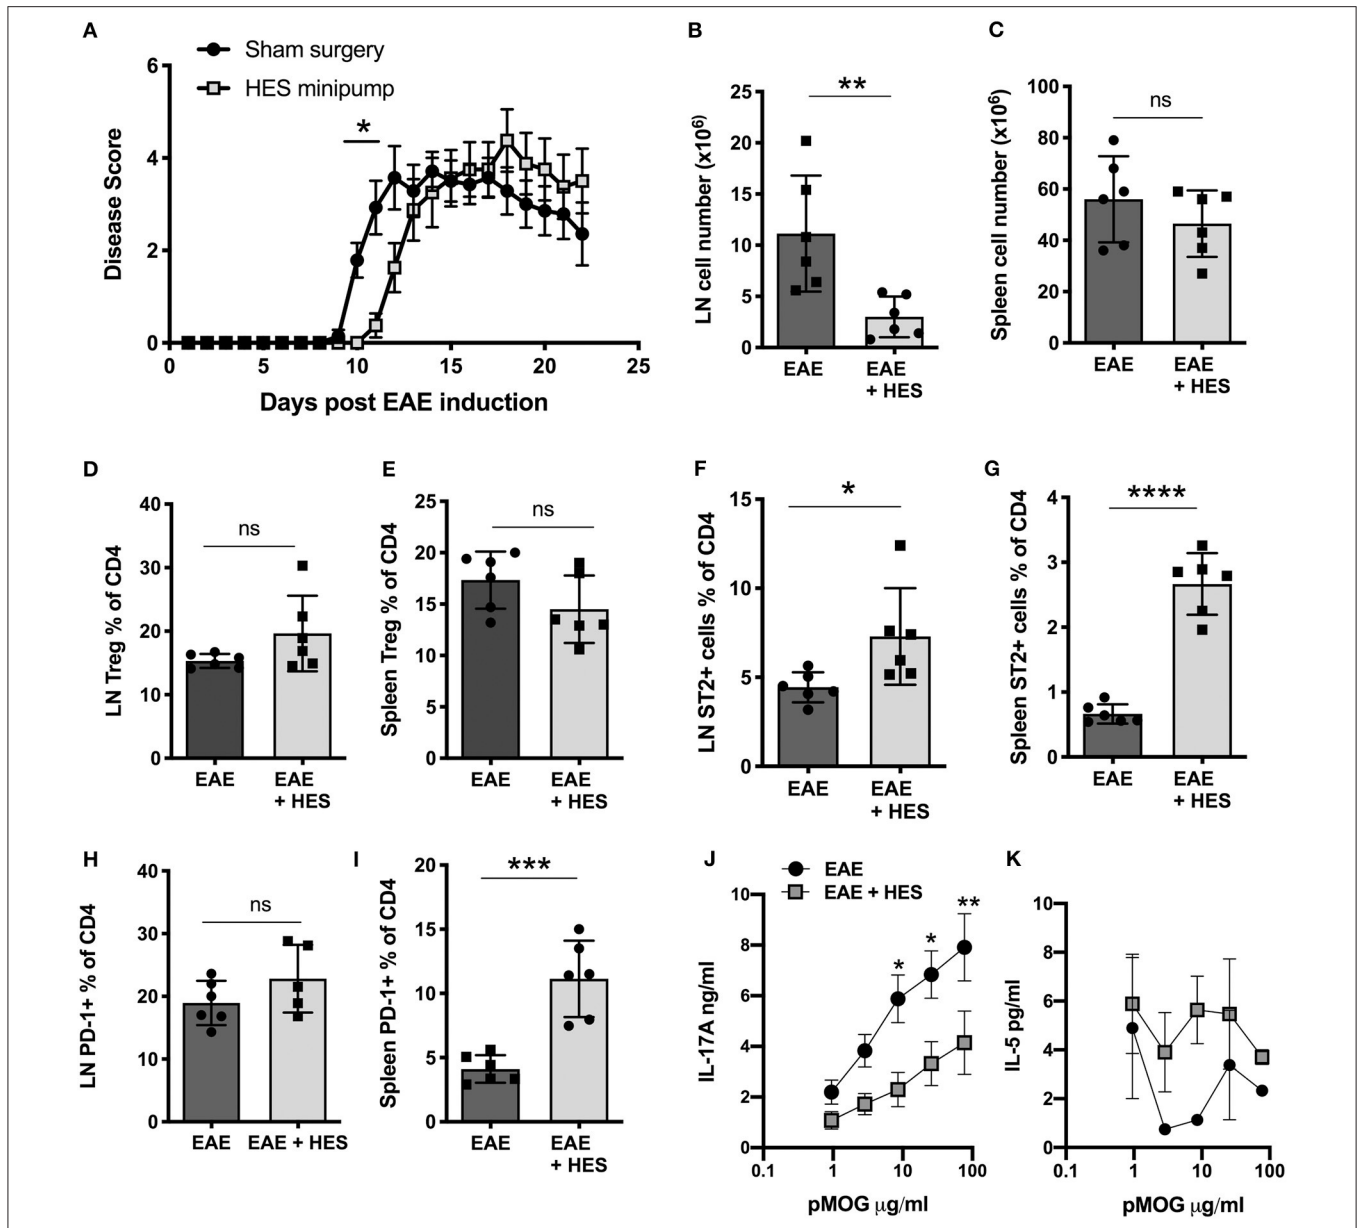 A
Sham surgery
HES minipump
*
Disease Score
6
4
2
0
0
5
10
15
20
25
Days post EAE induction
B
LN cell number (x10⁶)
25
20
15
10
5
0
**
EAE
EAE
+ HES
C
Spleen cell number (x10⁶)
100
80
60
40
20
0
ns
EAE
EAE
+ HES
D
LN Treg % of CD4
40
30
20
10
0
ns
EAE
EAE
+ HES
E
Spleen Treg % of CD4
25
20
15
10
5
0
ns
EAE
EAE
+ HES
F
LN ST2+ cells % of CD4
15
10
5
0
*
EAE
EAE
+ HES
G
Spleen ST2+ cells % of CD4
4
3
2
1
0
****
EAE
EAE
+ HES
H
LN PD-1+ % of CD4
40
30
20
10
0
ns
EAE
EAE + HES
I
Spleen PD-1+ % of CD4
20
15
10
5
0
***
EAE
EAE
+ HES
J
EAE
EAE + HES
IL-17A ng/ml
10
8
6
4
2
0
*
*
**
0.1
1
10
100
pMOG μg/ml
K
IL-5 pg/ml
10
8
6
4
2
0
0.1
1
10
100
pMOG μg/ml